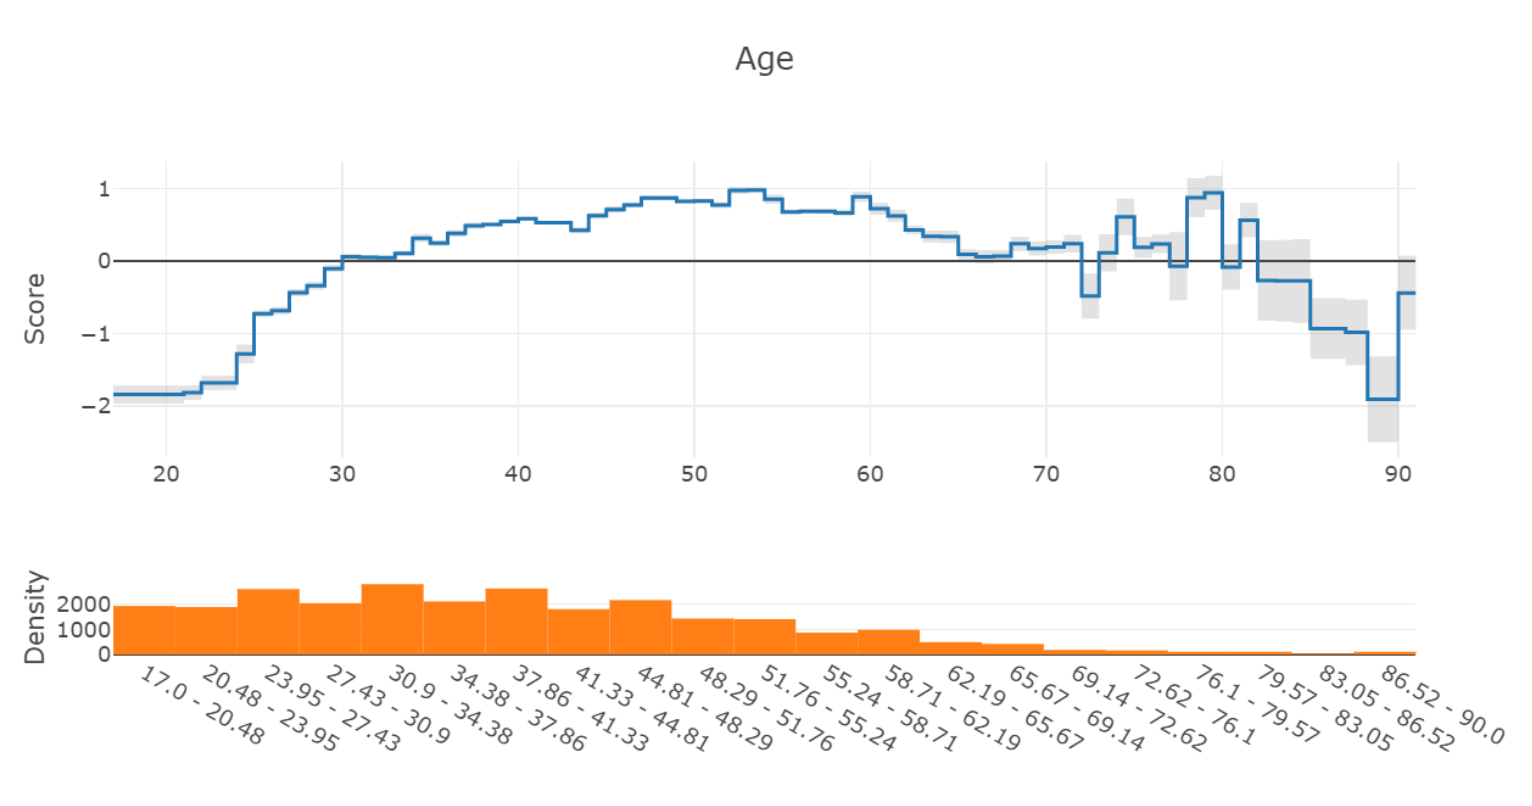 Age
Score
1
0
−1
−2
20 30 40 50 60 70 80 90
Density
2000
1000
0
17.0 - 20.48
20.48 - 23.95
23.95 - 27.43
27.43 - 30.9
30.9 - 34.38
34.38 - 37.86
37.86 - 41.33
41.33 - 44.81
44.81 - 48.29
48.29 - 51.76
51.76 - 55.24
55.24 - 58.71
58.71 - 62.19
62.19 - 65.67
65.67 - 69.14
69.14 - 72.62
72.62 - 76.1
76.1 - 79.57
79.57 - 83.05
83.05 - 86.52
86.52 - 90.0